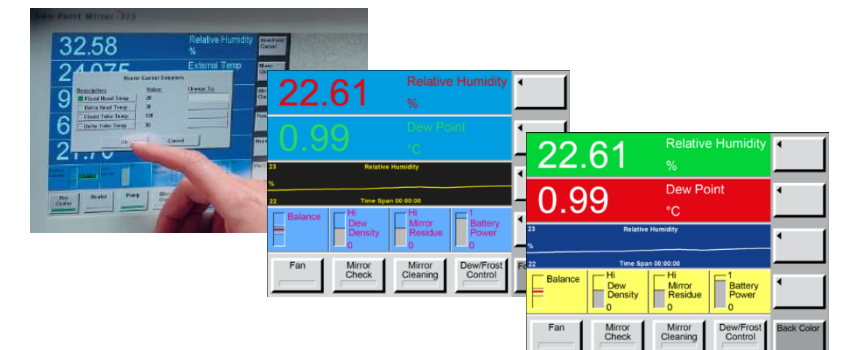 Dew Point Mirror 373
32.58
Relative Humidity
%
External Temp
Mirror Control Setpoints
Description:
Value:
Change To:
Fixed Head Temp
Delta Head Temp
Fixed Tube Temp
Delta Tube Temp
Cancel
Heater
Pump
22.61
Relative Humidity
%
0.99
Dew Point
°C
23
Relative Humidity
%
22
Time Span 00:00:00
Balance
Hi
Dew
Density
0
Hi
Mirror
Residue
0
1
Battery
Power
0
Fan
Mirror
Check
Mirror
Cleaning
Dew/Frost
Control
22.61
Relative Humidity
%
0.99
Dew Point
°C
23
Relative Humidity
%
22
Time Span 00:00:00
Balance
Hi
Dew
Density
0
Hi
Mirror
Residue
0
1
Battery
Power
0
Fan
Mirror
Check
Mirror
Cleaning
Dew/Frost
Control
Back Color